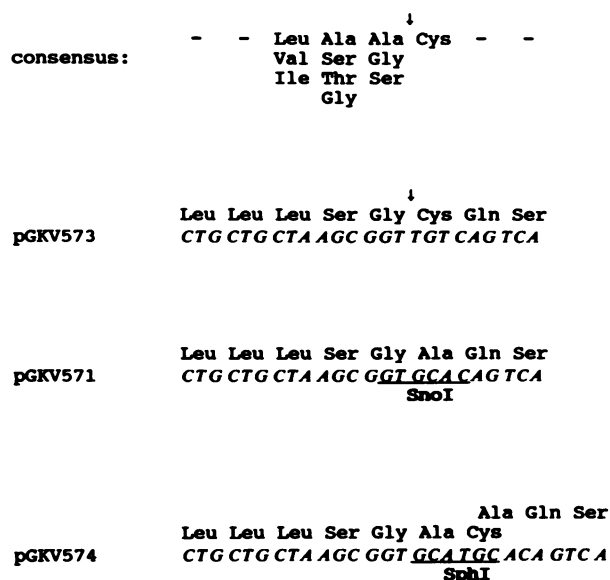 ↓
- - Leu Ala Ala Cys - -
consensus: Val Ser Gly
Ile Thr Ser
Gly
↓
Leu Leu Leu Ser Gly Cys Gln Ser
pGKV573 CTG CTG CTA AGC GGT TGT CAG TCA
Leu Leu Leu Ser Gly Ala Gln Ser
pGKV571 CTG CTG CTA AGC GGT GCA CAG TCA
SnoI
Ala Gln Ser
Leu Leu Leu Ser Gly Ala Cys
pGKV574 CTG CTG CTA AGC GGT GCATGC ACA GTC A
SphI